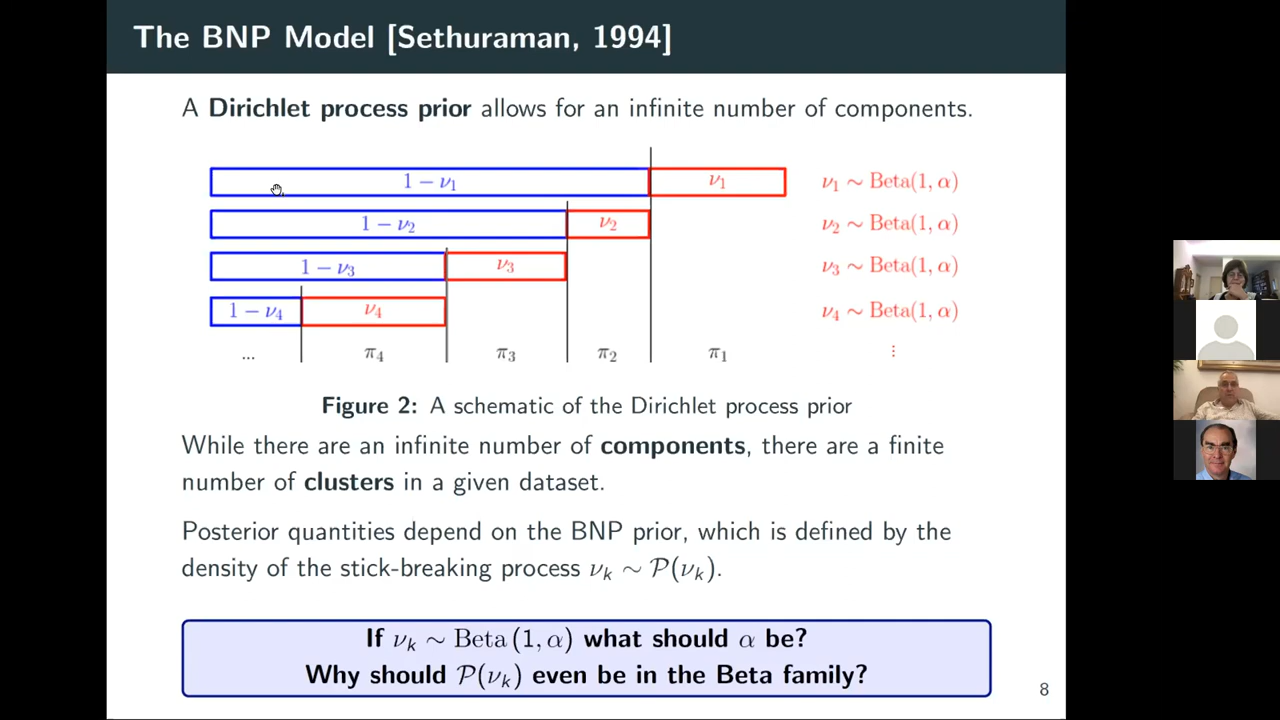 The BNP Model [Sethuraman, 1994]
A Dirichlet process prior allows for an infinite number of components.
1 − ν₁ ν₁ ν₁ ∼ Beta(1, α)
1 − ν₂ ν₂ ν₂ ∼ Beta(1, α)
1 − ν₃ ν₃ ν₃ ∼ Beta(1, α)
1 − ν₄ ν₄ ν₄ ∼ Beta(1, α)
... π₄ π₃ π₂ π₁ ⋮
Figure 2: A schematic of the Dirichlet process prior
While there are an infinite number of components, there are a finite
number of clusters in a given dataset.
Posterior quantities depend on the BNP prior, which is defined by the
density of the stick-breaking process νₖ ∼ 𝒫(νₖ).
If νₖ ∼ Beta (1, α) what should α be?
Why should 𝒫(νₖ) even be in the Beta family?
8